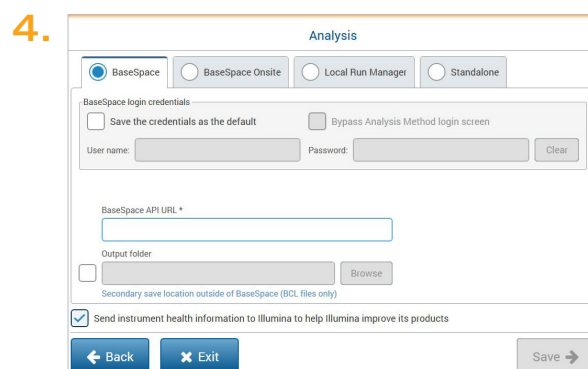 4.
Analysis
BaseSpace BaseSpace Onsite Local Run Manager Standalone
BaseSpace login credentials
Save the credentials as the default Bypass Analysis Method login screen
User name: Password: Clear
BaseSpace API URL *
Output folder
Browse
Secondary save location outside of BaseSpace (BCL files only)
Send instrument health information to Illumina to help Illumina improve its products
Back Exit Save